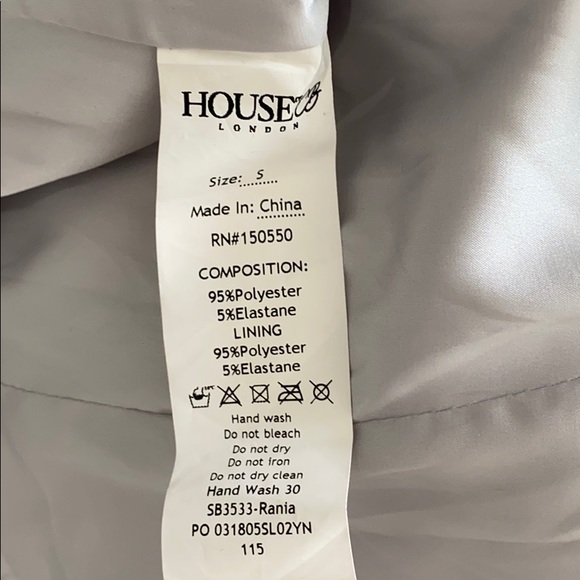 HOUSE OF CB
LONDON
Size: S
Made In: China
RN#150550
COMPOSITION:
95%Polyester
5%Elastane
LINING
95%Polyester
5%Elastane
Hand wash
Do not bleach
Do not dry
Do not iron
Do not dry clean
Hand Wash 30
SB3533-Rania
PO 031805SL02YN
115